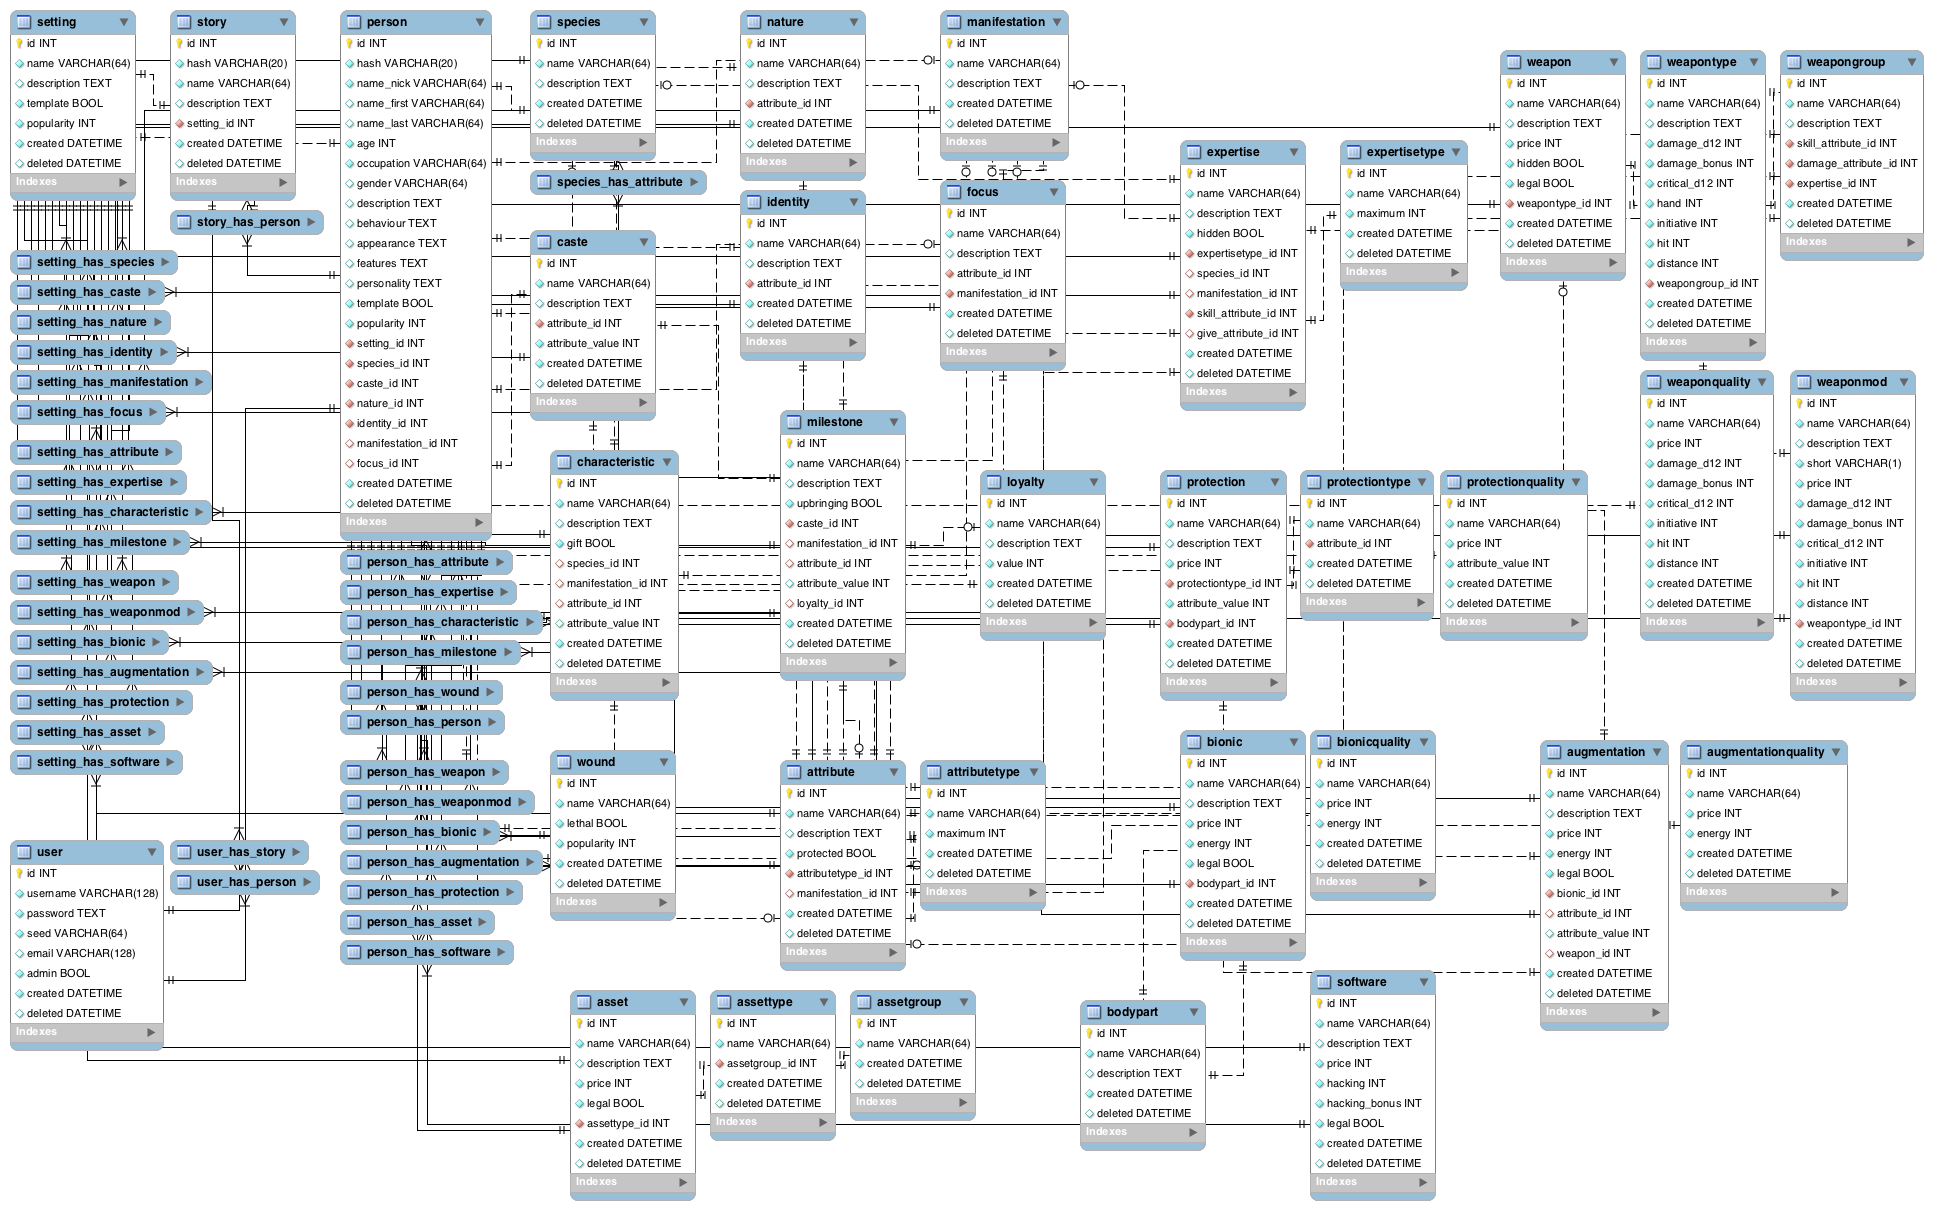 setting
id INT
name VARCHAR(64)
description TEXT
template BOOL
popularity INT
created DATETIME
deleted DATETIME
Indexes
story
id INT
hash VARCHAR(20)
name VARCHAR(64)
description TEXT
setting_id INT
created DATETIME
deleted DATETIME
Indexes
story_has_person
person
id INT
hash VARCHAR(20)
name_nick VARCHAR(64)
name_first VARCHAR(64)
name_last VARCHAR(64)
age INT
occupation VARCHAR(64)
gender VARCHAR(64)
description TEXT
behaviour TEXT
appearance TEXT
features TEXT
personality TEXT
template BOOL
popularity INT
setting_id INT
species_id INT
caste_id INT
nature_id INT
identity_id INT
manifestation_id INT
focus_id INT
created DATETIME
deleted DATETIME
Indexes
species
id INT
name VARCHAR(64)
description TEXT
created DATETIME
deleted DATETIME
Indexes
species_has_attribute
nature
id INT
name VARCHAR(64)
description TEXT
attribute_id INT
created DATETIME
deleted DATETIME
Indexes
manifestation
id INT
name VARCHAR(64)
description TEXT
created DATETIME
deleted DATETIME
Indexes
weapon
id INT
name VARCHAR(64)
description TEXT
price INT
hidden BOOL
legal BOOL
weapontype_id INT
created DATETIME
deleted DATETIME
Indexes
weapontype
id INT
name VARCHAR(64)
description TEXT
damage_d12 INT
damage_bonus INT
critical_d12 INT
hand INT
initiative INT
hit INT
distance INT
weapongroup_id INT
created DATETIME
deleted DATETIME
Indexes
weapongroup
id INT
name VARCHAR(64)
description TEXT
skill_attribute_id INT
damage_attribute_id INT
expertise_id INT
created DATETIME
deleted DATETIME
Indexes
expertise
id INT
name VARCHAR(64)
description TEXT
hidden BOOL
expertisetype_id INT
species_id INT
manifestation_id INT
skill_attribute_id INT
give_attribute_id INT
created DATETIME
deleted DATETIME
Indexes
expertisetype
id INT
name VARCHAR(64)
maximum INT
created DATETIME
deleted DATETIME
Indexes
caste
id INT
name VARCHAR(64)
description TEXT
attribute_id INT
attribute_value INT
created DATETIME
deleted DATETIME
Indexes
identity
id INT
name VARCHAR(64)
description TEXT
attribute_id INT
created DATETIME
deleted DATETIME
Indexes
focus
id INT
name VARCHAR(64)
description TEXT
attribute_id INT
manifestation_id INT
created DATETIME
deleted DATETIME
Indexes
setting_has_species
setting_has_caste
setting_has_nature
setting_has_identity
setting_has_manifestation
setting_has_focus
setting_has_attribute
setting_has_expertise
setting_has_characteristic
setting_has_milestone
setting_has_weapon
setting_has_weaponmod
setting_has_bionic
setting_has_augmentation
setting_has_protection
setting_has_asset
setting_has_software
person_has_attribute
person_has_expertise
person_has_characteristic
person_has_milestone
person_has_wound
person_has_person
person_has_weapon
person_has_weaponmod
person_has_bionic
person_has_augmentation
person_has_protection
person_has_asset
person_has_software
characteristic
id INT
name VARCHAR(64)
description TEXT
gift BOOL
species_id INT
manifestation_id INT
attribute_id INT
attribute_value INT
created DATETIME
deleted DATETIME
Indexes
milestone
id INT
name VARCHAR(64)
description TEXT
upbringing BOOL
caste_id INT
manifestation_id INT
attribute_id INT
attribute_value INT
loyalty_id INT
created DATETIME
deleted DATETIME
Indexes
loyalty
id INT
name VARCHAR(64)
description TEXT
value INT
created DATETIME
deleted DATETIME
Indexes
protection
id INT
name VARCHAR(64)
description TEXT
price INT
protectiontype_id INT
attribute_value INT
bodypart_id INT
created DATETIME
deleted DATETIME
Indexes
protectiontype
id INT
name VARCHAR(64)
attribute_id INT
created DATETIME
deleted DATETIME
Indexes
protectionquality
id INT
name VARCHAR(64)
price INT
attribute_value INT
created DATETIME
deleted DATETIME
Indexes
weaponquality
id INT
name VARCHAR(64)
price INT
damage_d12 INT
damage_bonus INT
critical_d12 INT
initiative INT
hit INT
distance INT
created DATETIME
deleted DATETIME
Indexes
weaponmod
id INT
name VARCHAR(64)
description TEXT
short VARCHAR(1)
price INT
damage_d12 INT
damage_bonus INT
critical_d12 INT
initiative INT
hit INT
distance INT
weapontype_id INT
created DATETIME
deleted DATETIME
Indexes
user
id INT
username VARCHAR(128)
password TEXT
seed VARCHAR(64)
email VARCHAR(128)
admin BOOL
created DATETIME
deleted DATETIME
Indexes
user_has_story
user_has_person
wound
id INT
name VARCHAR(64)
lethal BOOL
popularity INT
created DATETIME
deleted DATETIME
Indexes
attribute
id INT
name VARCHAR(64)
description TEXT
protected BOOL
attributetype_id INT
manifestation_id INT
created DATETIME
deleted DATETIME
Indexes
attributetype
id INT
name VARCHAR(64)
maximum INT
created DATETIME
deleted DATETIME
Indexes
bionic
id INT
name VARCHAR(64)
description TEXT
price INT
energy INT
legal BOOL
bodypart_id INT
created DATETIME
deleted DATETIME
Indexes
bionicquality
id INT
name VARCHAR(64)
price INT
energy INT
created DATETIME
deleted DATETIME
Indexes
augmentation
id INT
name VARCHAR(64)
description TEXT
price INT
energy INT
legal BOOL
bionic_id INT
attribute_id INT
attribute_value INT
weapon_id INT
created DATETIME
deleted DATETIME
Indexes
augmentationquality
id INT
name VARCHAR(64)
price INT
energy INT
created DATETIME
deleted DATETIME
Indexes
asset
id INT
name VARCHAR(64)
description TEXT
price INT
legal BOOL
assettype_id INT
created DATETIME
deleted DATETIME
Indexes
assettype
id INT
name VARCHAR(64)
assetgroup_id INT
created DATETIME
deleted DATETIME
Indexes
assetgroup
id INT
name VARCHAR(64)
created DATETIME
deleted DATETIME
Indexes
bodypart
id INT
name VARCHAR(64)
description TEXT
created DATETIME
deleted DATETIME
Indexes
software
id INT
name VARCHAR(64)
description TEXT
price INT
hacking INT
hacking_bonus INT
legal BOOL
created DATETIME
deleted DATETIME
Indexes